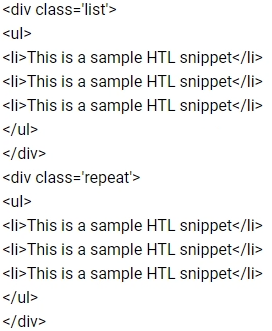 <div class='list'>
<ul>
<li>This is a sample HTL snippet</li>
<li>This is a sample HTL snippet</li>
<li>This is a sample HTL snippet</li>
</ul>
</div>
<div class='repeat'>
<ul>
<li>This is a sample HTL snippet</li>
<li>This is a sample HTL snippet</li>
<li>This is a sample HTL snippet</li>
</ul>
</div>